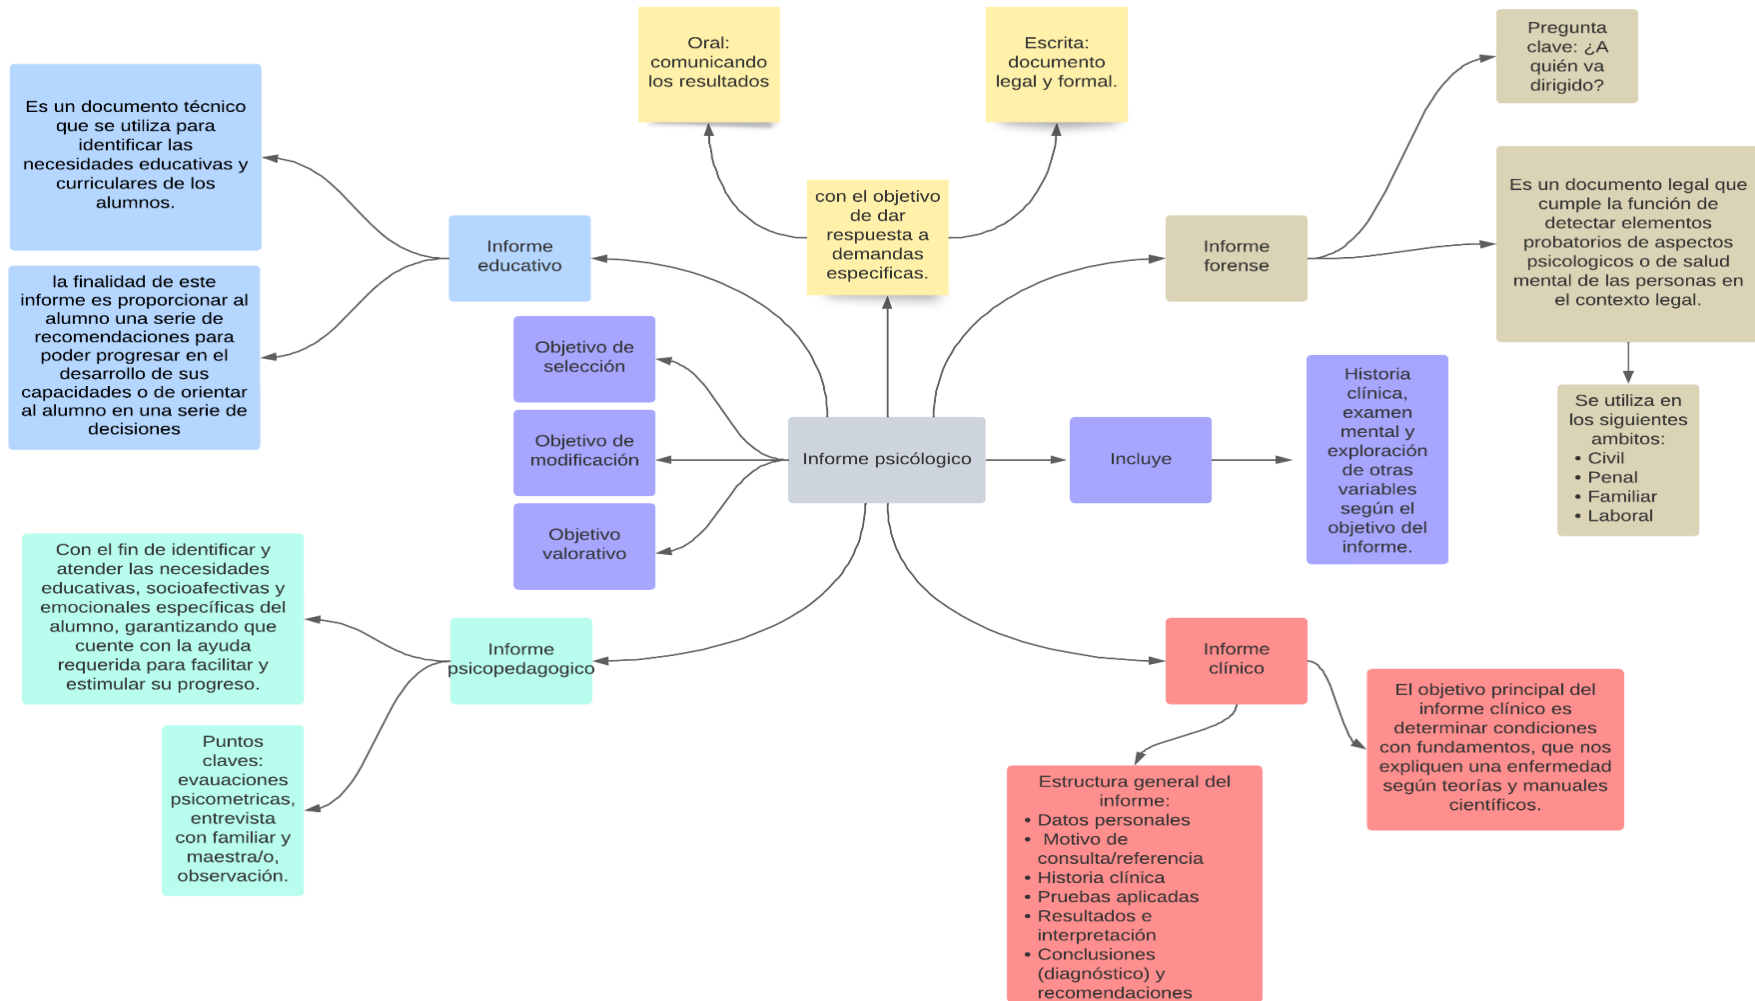 Oral:
comunicando
los resultados
Escrita:
documento
legal y formal.
Pregunta
clave: ¿A
quién va
dirigido?
Es un documento técnico
que se utiliza para
identificar las
necesidades educativas y
curriculares de los
alumnos.
con el objetivo
de dar
respuesta a
demandas
especificas.
Es un documento legal que
cumple la función de
detectar elementos
probatorios de aspectos
psicologicos o de salud
mental de las personas en
el contexto legal.
Informe
educativo
Informe
forense
la finalidad de este
informe es proporcionar al
alumno una serie de
recomendaciones para
poder progresar en el
desarrollo de sus
capacidades o de orientar
al alumno en una serie de
decisiones
Objetivo de
selección
Objetivo de
modificación
Objetivo
valorativo
Informe psicólogico
Incluye
Historia
clínica,
examen
mental y
exploración
de otras
variables
según el
objetivo del
informe.
Se utiliza en
los siguientes
ambitos:
• Civil
• Penal
• Familiar
• Laboral
Con el fin de identificar y
atender las necesidades
educativas, socioafectivas y
emocionales específicas del
alumno, garantizando que
cuente con la ayuda
requerida para facilitar y
estimular su progreso.
Informe
psicopedagogico
Puntos
claves:
evauaciones
psicometricas,
entrevista
con familiar y
maestra/o,
observación.
Informe
clínico
El objetivo principal del
informe clínico es
determinar condiciones
con fundamentos, que nos
expliquen una enfermedad
según teorías y manuales
científicos.
Estructura general del
informe:
• Datos personales
• Motivo de
consulta/referencia
• Historia clínica
• Pruebas aplicadas
• Resultados e
interpretación
• Conclusiones
(diagnóstico) y
recomendaciones